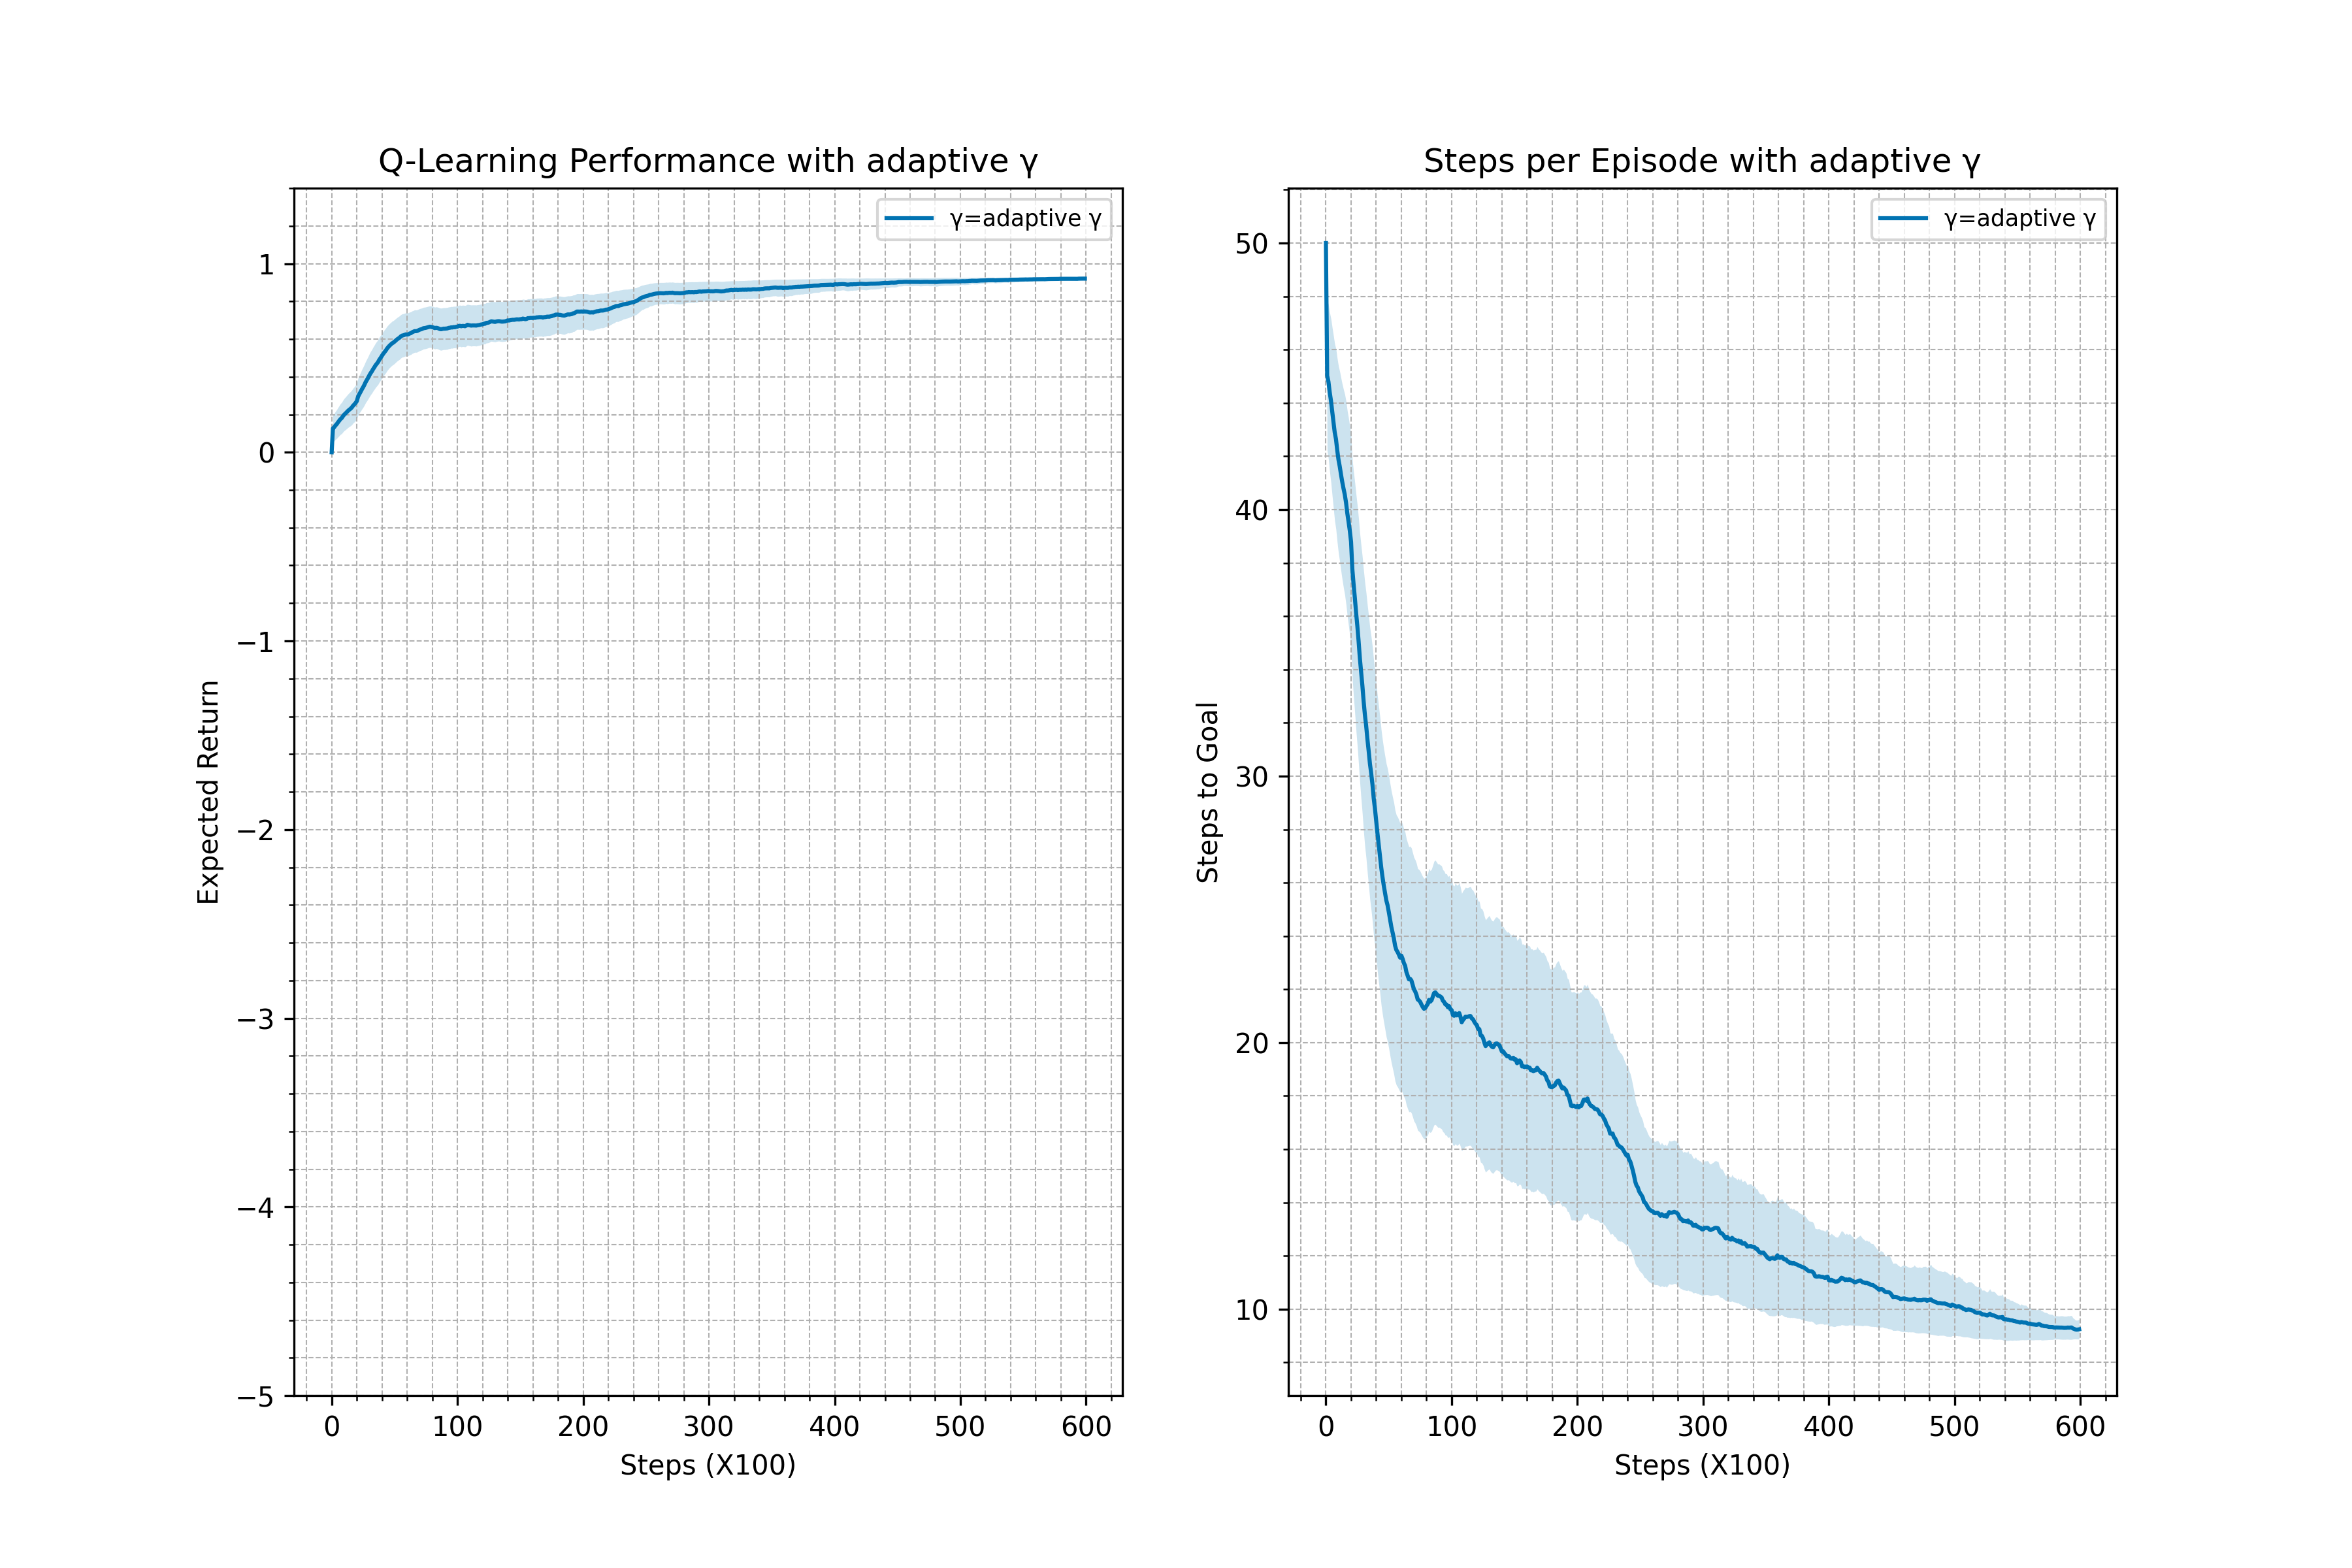 Q-Learning Performance with adaptive γ
γ=adaptive γ
1
0
−1
−2
−3
−4
−5
Expected Return
0 100 200 300 400 500 600
Steps (X100)
Steps per Episode with adaptive γ
γ=adaptive γ
50
40
30
20
10
Steps to Goal
0 100 200 300 400 500 600
Steps (X100)